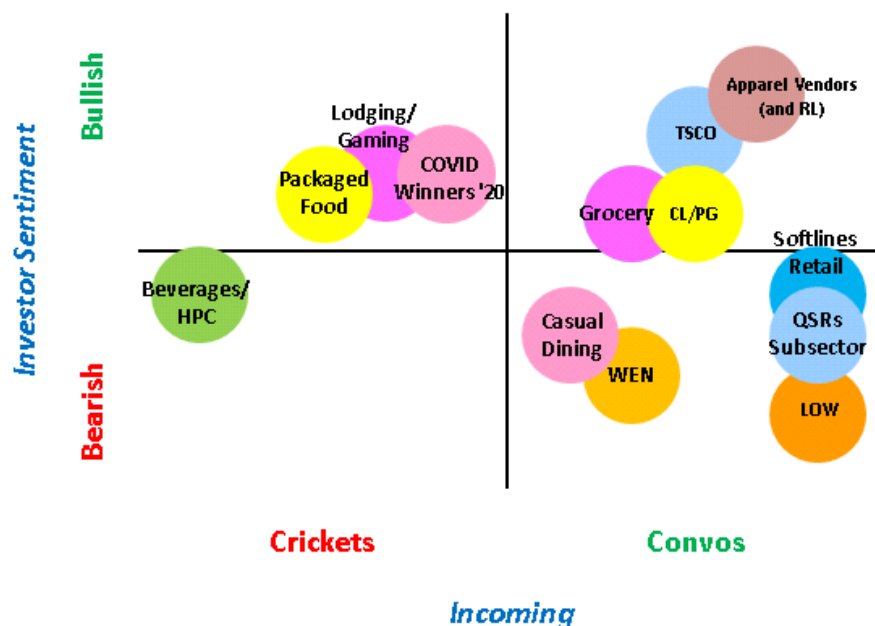 Bullish
Investor Sentiment
Bearish
Lodging/
Gaming
Packaged
Food
COVID
Winners '20
Apparel Vendors
(and RL)
TSCO
Grocery
CL/PG
Beverages/
HPC
Softlines
Retail
QSRs
Subsector
LOW
Casual
Dining
WEN
Crickets
Convos
Incoming